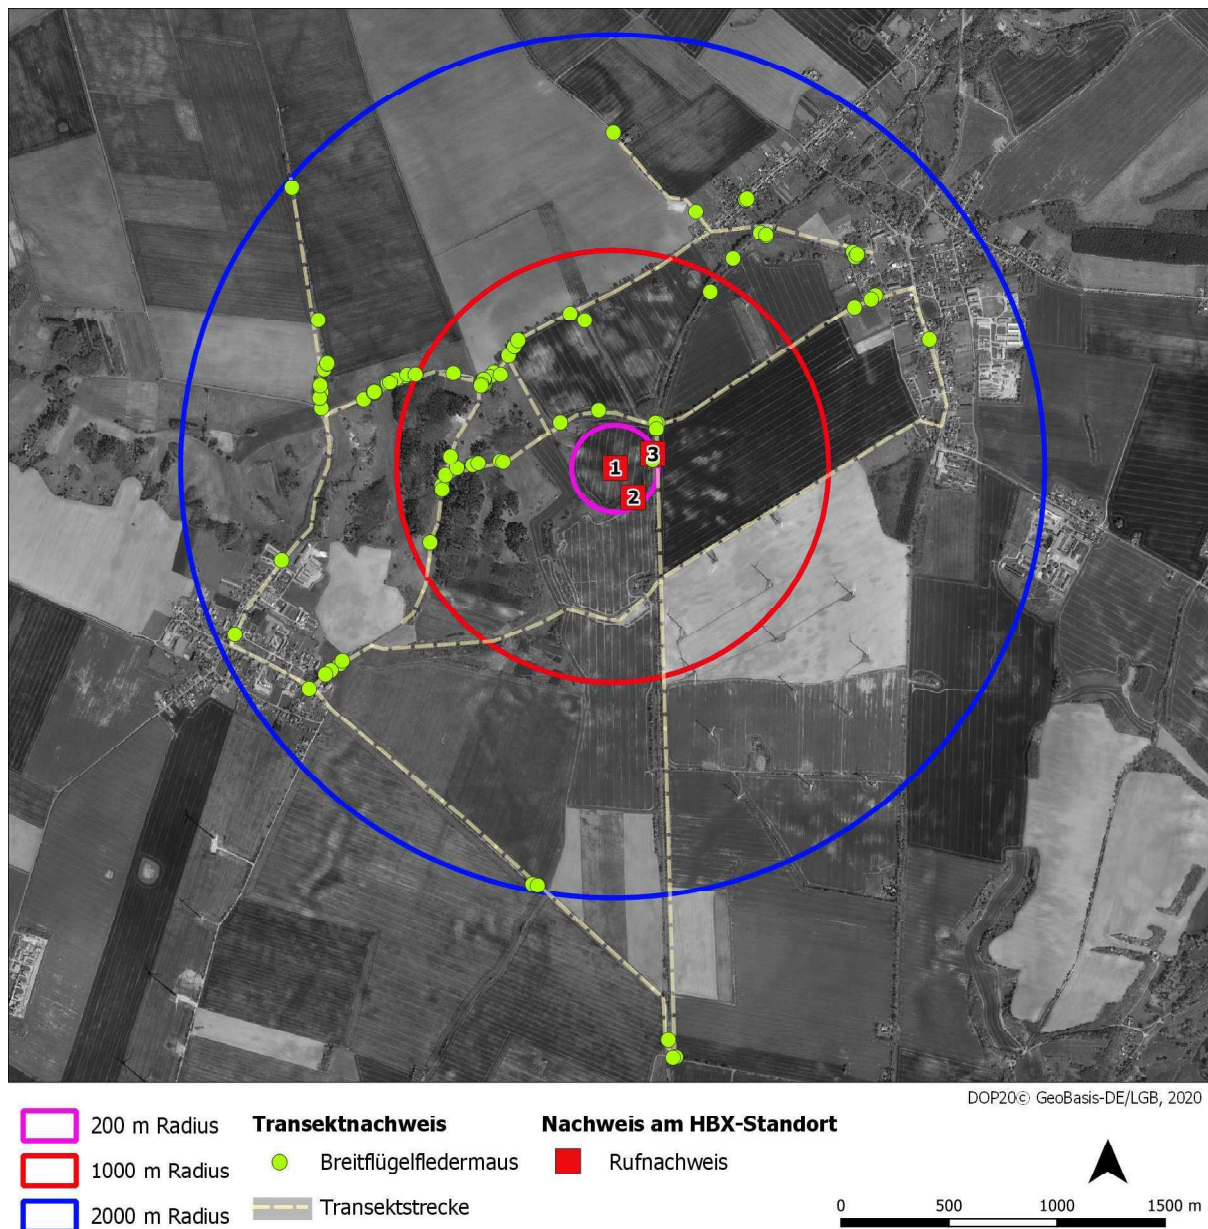 3
1
2
DOP20© GeoBasis-DE/LGB, 2020
200 m Radius
1000 m Radius
2000 m Radius
Transektnachweis
Breitflügelfledermaus
Transektstrecke
Nachweis am HBX-Standort
Rufnachweis
0 500 1000 1500 m